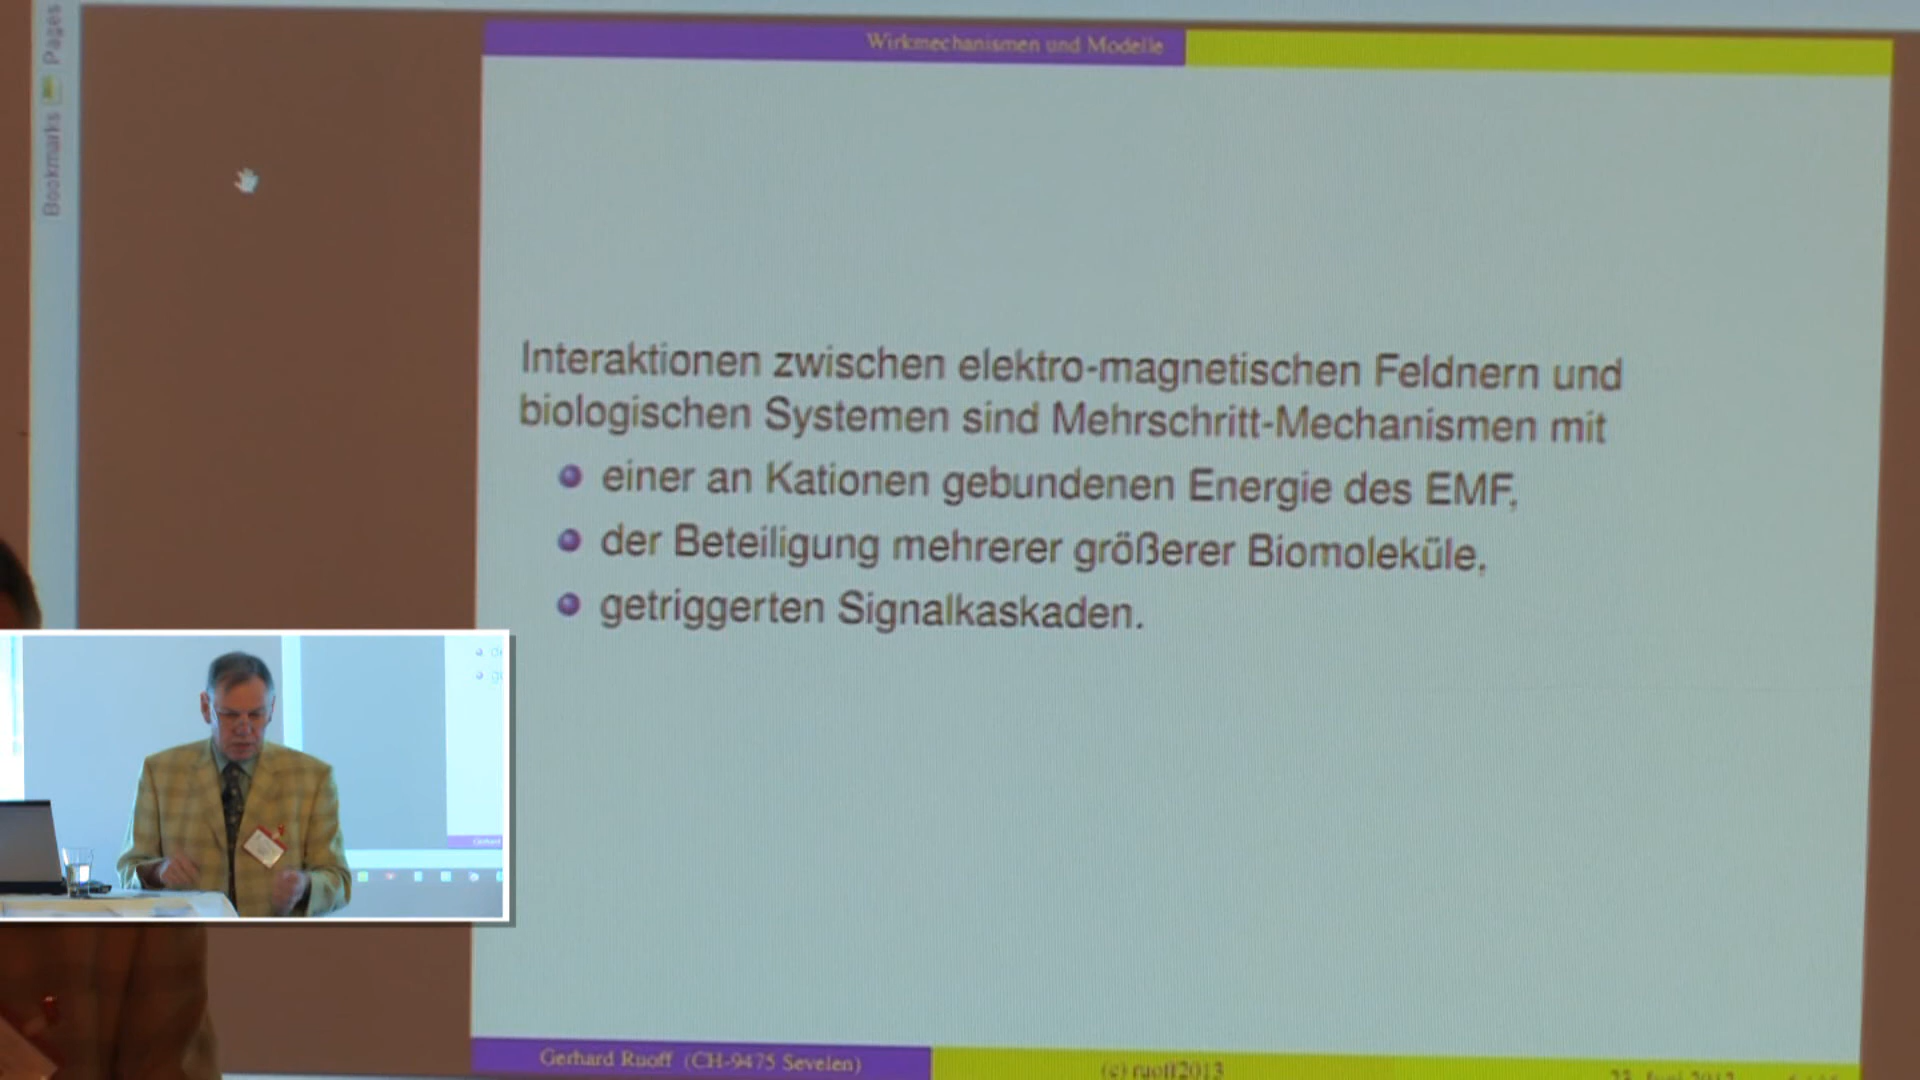 Pages
Bookmarks
Wirkmechanismen und Modelle
Interaktionen zwischen elektro-magnetischen Feldnern und
biologischen Systemen sind Mehrschritt-Mechanismen mit
einer an Kationen gebundenen Energie des EMF,
der Beteiligung mehrerer größerer Biomoleküle,
getriggerten Signalkaskaden.
Gerhard Ruoff (CH-9475 Sevelen)
(c) ruoff2013